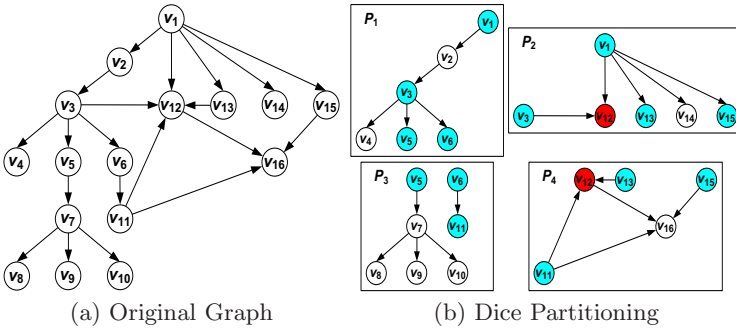 v1
v2
v3 v12 v13 v14 v15
v4 v5 v6 v16
v11
v7
v8 v9 v10
(a) Original Graph
P1
v1
v2
v3
v4 v5 v6
P2
v1
v3 v12 v13 v14 v15
P3
v5 v6
v7 v11
v8 v9 v10
P4
v12 v13 v15
v16
v11
(b) Dice Partitioning